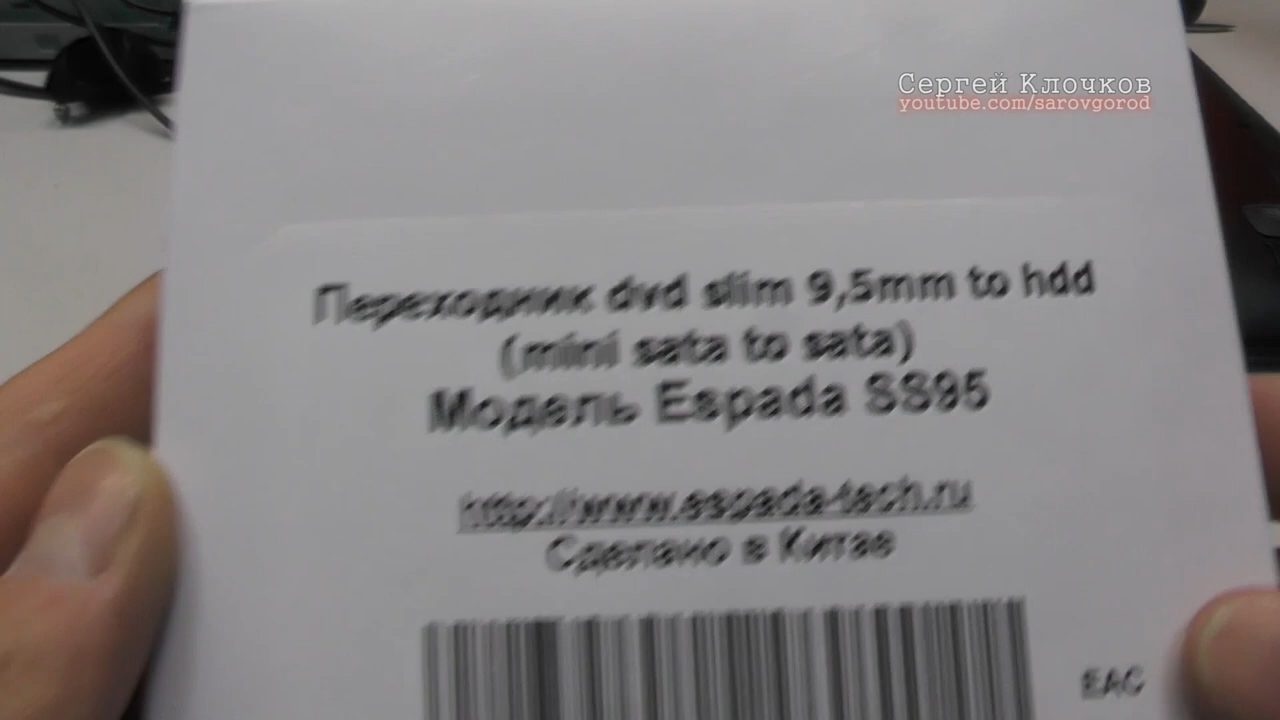 Сергей Клочков
youtube.com/sarovgorod
Переходник dvd slim 9,5mm to hdd
(mini sata to sata)
Модель Espada SS95
http://www.espada-tech.ru
Сделано в Китае
EAC